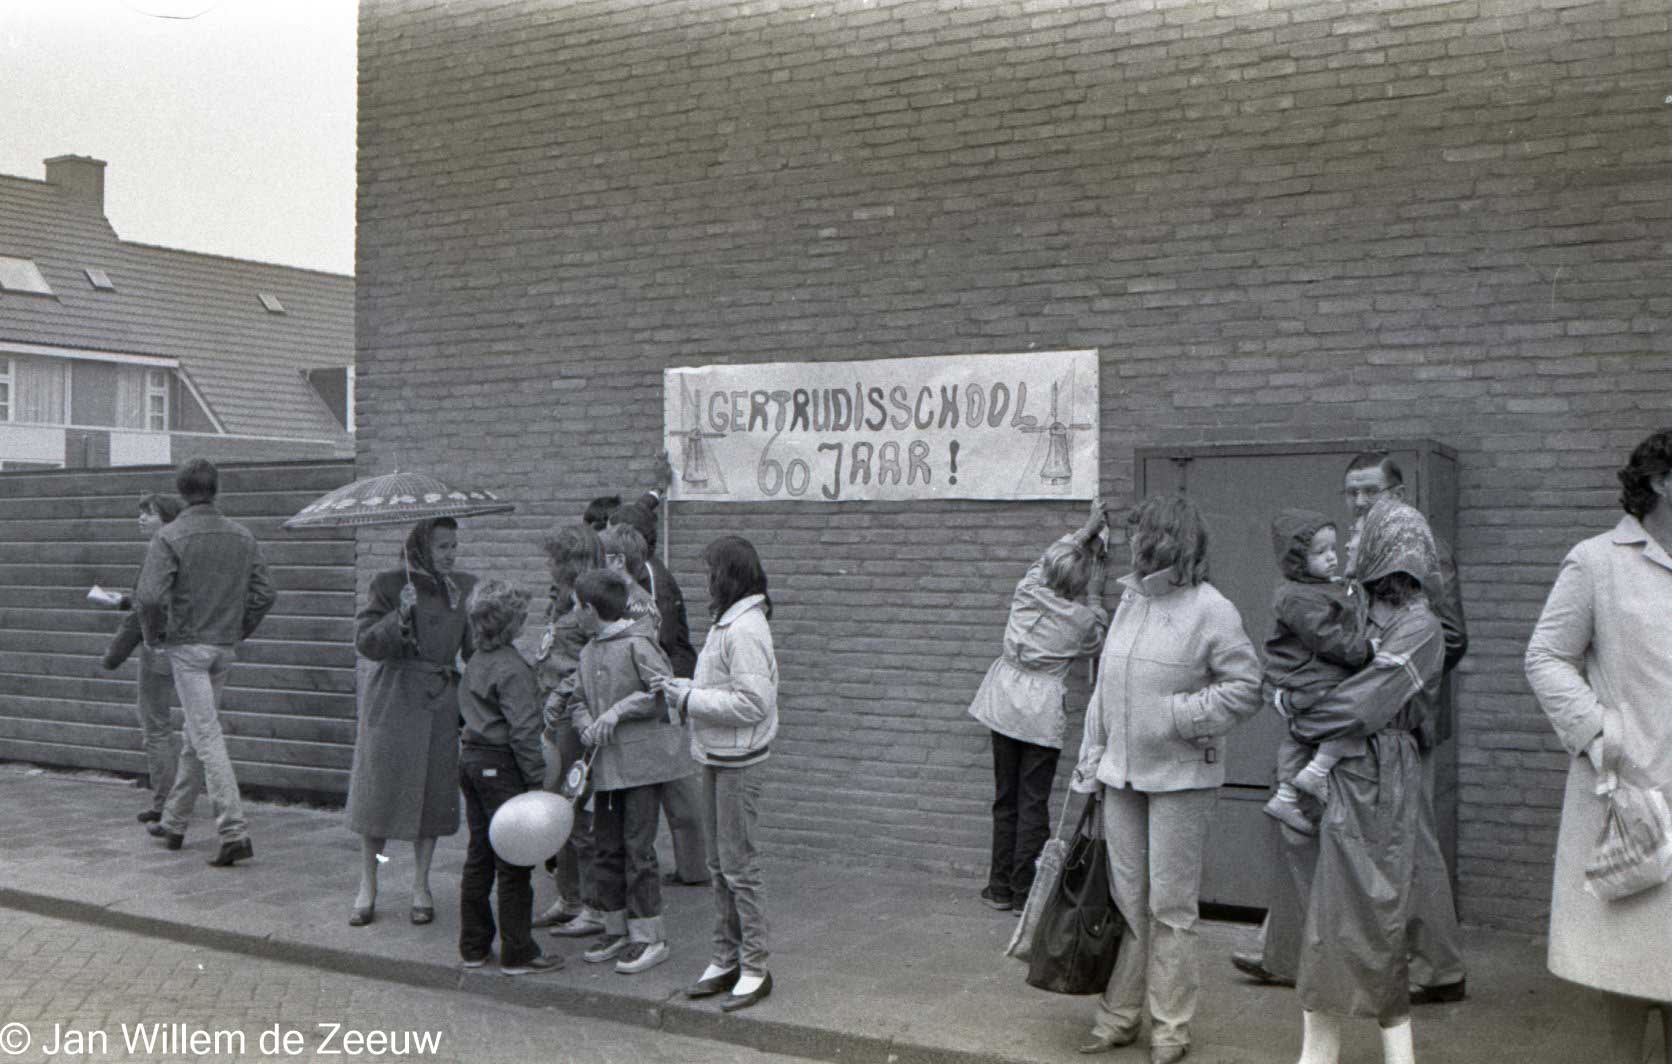 GERTRUDISSCHOOL
60 JAAR!
© Jan Willem de Zeeuw